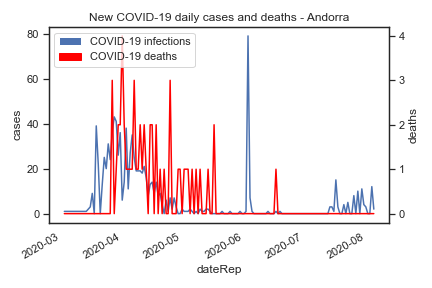 New COVID-19 daily cases and deaths - Andorra
COVID-19 infections
COVID-19 deaths
cases
80
60
40
20
0
deaths
4
3
2
1
0
2020-03
2020-04
2020-05
2020-06
2020-07
2020-08
dateRep